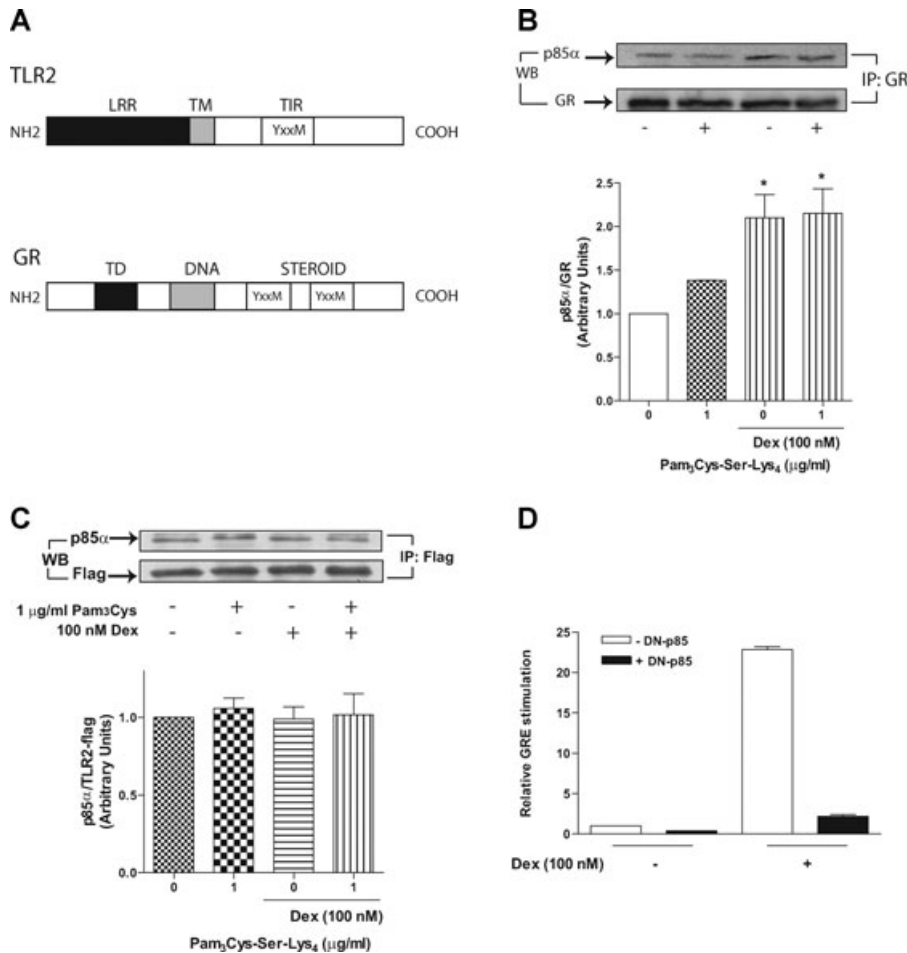 A
TLR2
LRR TM TIR
NH2 YxxM COOH
GR
TD DNA STEROID
NH2 YxxM YxxM COOH
B
p85α
WB
IP: GR
GR
- + - +
2.5
2.0
1.5
1.0
0.5
0.0
p85α/GR
(Arbitrary Units)
* *
0 1 0 1
Dex (100 nM)
Pam₃Cys-Ser-Lys₄ (μg/ml)
C
p85α
WB
IP: Flag
Flag
1 μg/ml Pam₃Cys - + - +
100 nM Dex - - + +
1.0
0.5
0.0
p85α/TLR2-flag
(Arbitrary Units)
0 1 0 1
Dex (100 nM)
Pam₃Cys-Ser-Lys₄ (μg/ml)
D
25
20
15
10
5
0
Relative GRE stimulation
- DN-p85
+ DN-p85
Dex (100 nM) - +